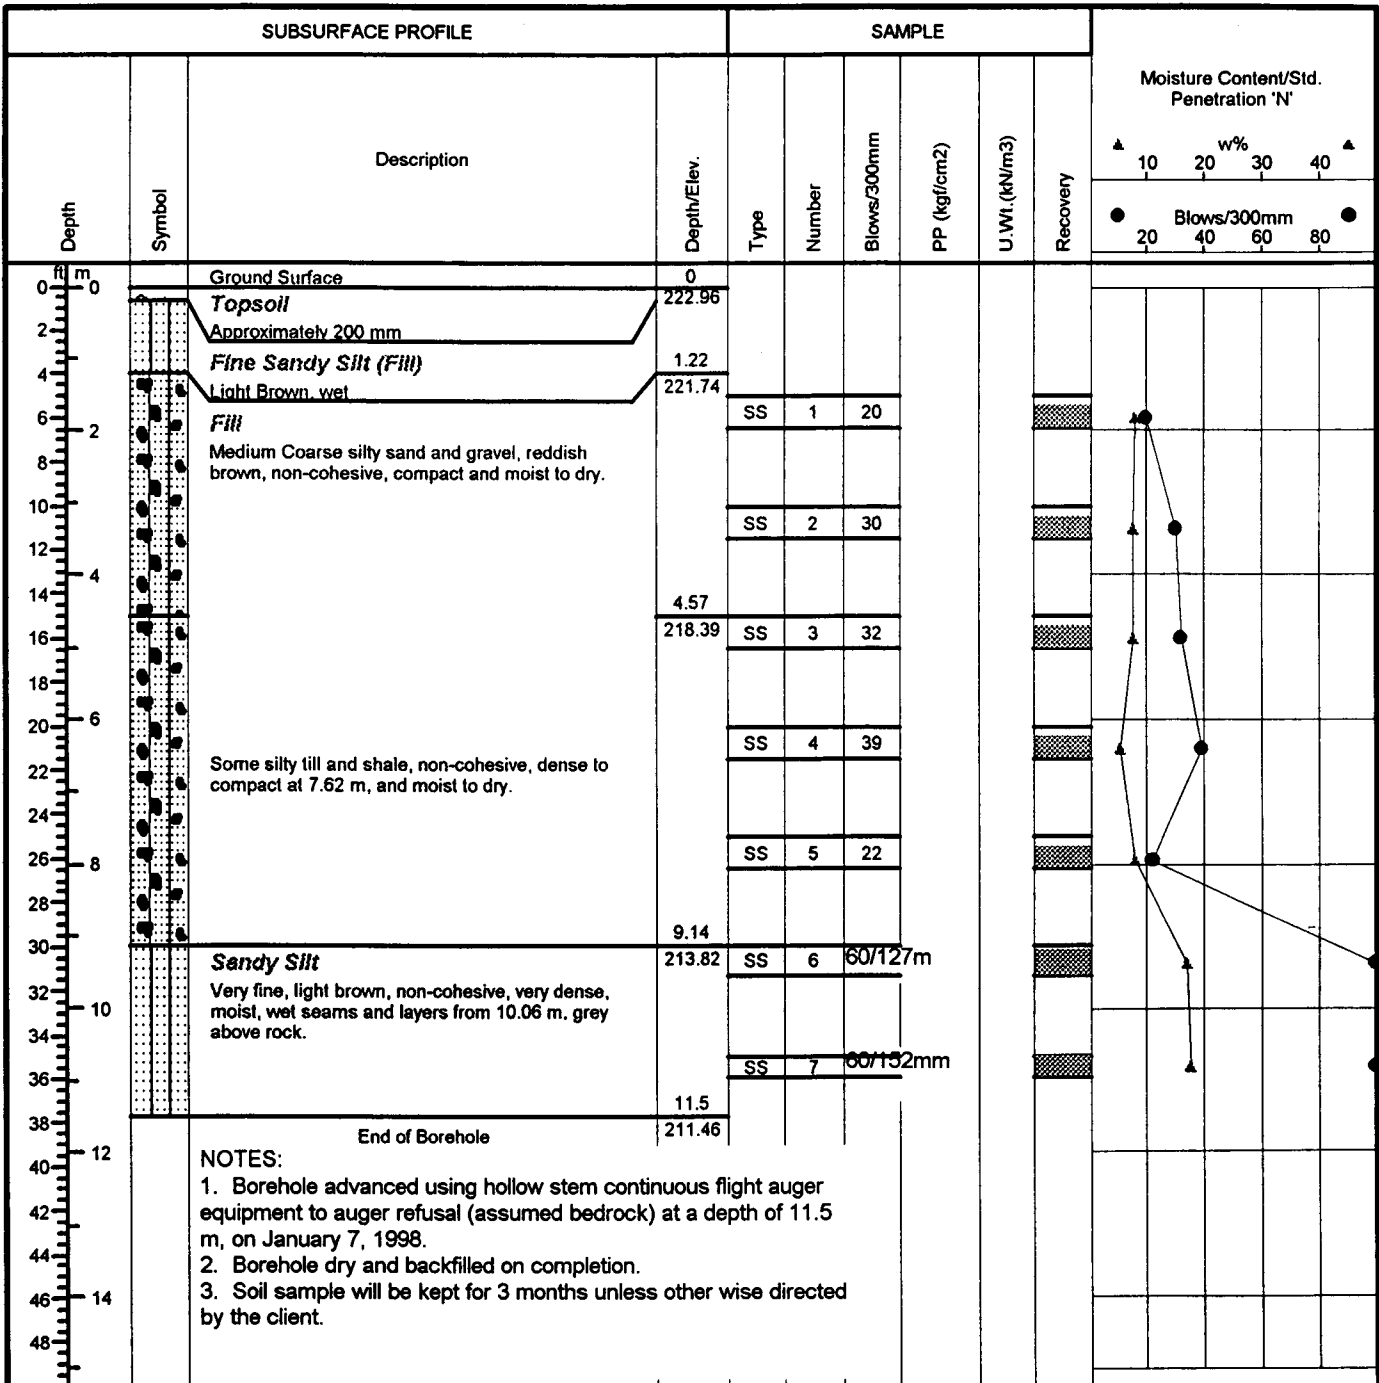 SUBSURFACE PROFILE
SAMPLE
Moisture Content/Std.
Penetration 'N'
w%
10 20 30 40
Blows/300mm
20 40 60 80
Depth
Symbol
Description
Depth/Elev.
Type
Number
Blows/300mm
PP (kgf/cm2)
U.Wt.(kN/m3)
Recovery
ft m
0 0
Ground Surface
0
222.96
Topsoil
Approximately 200 mm
2
Fine Sandy Silt (Fill)
1.22
4
Light Brown, wet
221.74
SS 1 20
6
2
Fill
Medium Coarse silty sand and gravel, reddish
brown, non-cohesive, compact and moist to dry.
8
10
SS 2 30
12
4
14
4.57
16
218.39
SS 3 32
18
20
6
SS 4 39
22
Some silty till and shale, non-cohesive, dense to
compact at 7.62 m, and moist to dry.
24
26
8
SS 5 22
28
9.14
30
213.82
SS 6 60/127m
Sandy Silt
Very fine, light brown, non-cohesive, very dense,
moist, wet seams and layers from 10.06 m, grey
above rock.
32
10
34
SS 7 60/152mm
36
11.5
38
End of Borehole
211.46
12
40
42
44
46
14
48
NOTES:
1. Borehole advanced using hollow stem continuous flight auger
equipment to auger refusal (assumed bedrock) at a depth of 11.5
m, on January 7, 1998.
2. Borehole dry and backfilled on completion.
3. Soil sample will be kept for 3 months unless other wise directed
by the client.